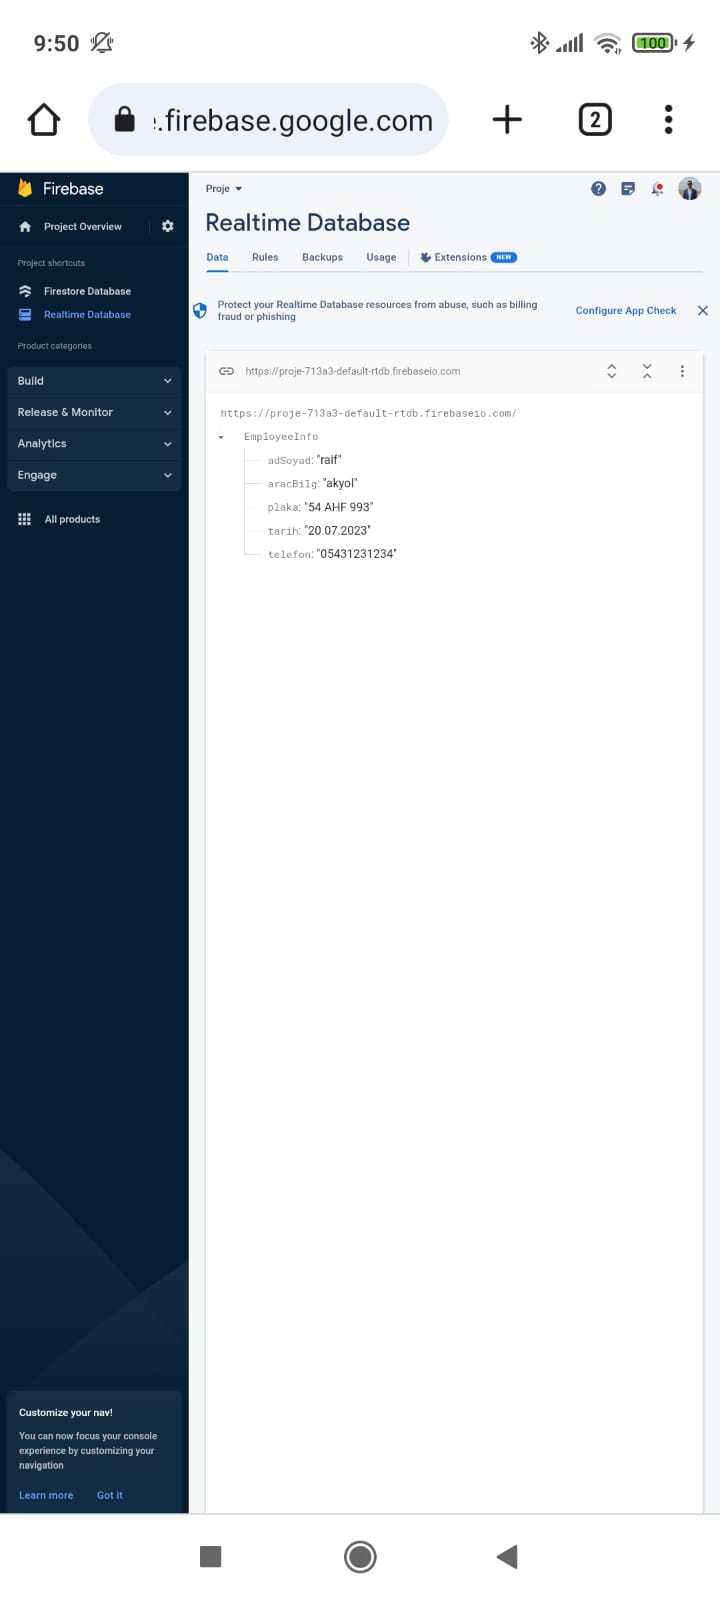 9:50
100
:.firebase.google.com
2
Firebase
Project Overview
Project shortcuts
Firestore Database
Realtime Database
Product categories
Build
Release & Monitor
Analytics
Engage
All products
Customize your nav!
You can now focus your console
experience by customizing your
navigation
Learn more Got it
Proje
Realtime Database
Data Rules Backups Usage Extensions NEW
Protect your Realtime Database resources from abuse, such as billing
fraud or phishing
Configure App Check
https://proje-713a3-default-rtdb.firebaseio.com
https://proje-713a3-default-rtdb.firebaseio.com/
EmployeeInfo
adSoyad: "raif"
aracBilg: "akyol"
plaka: "54 AHF 993"
tarih: "20.07.2023"
telefon: "05431231234"